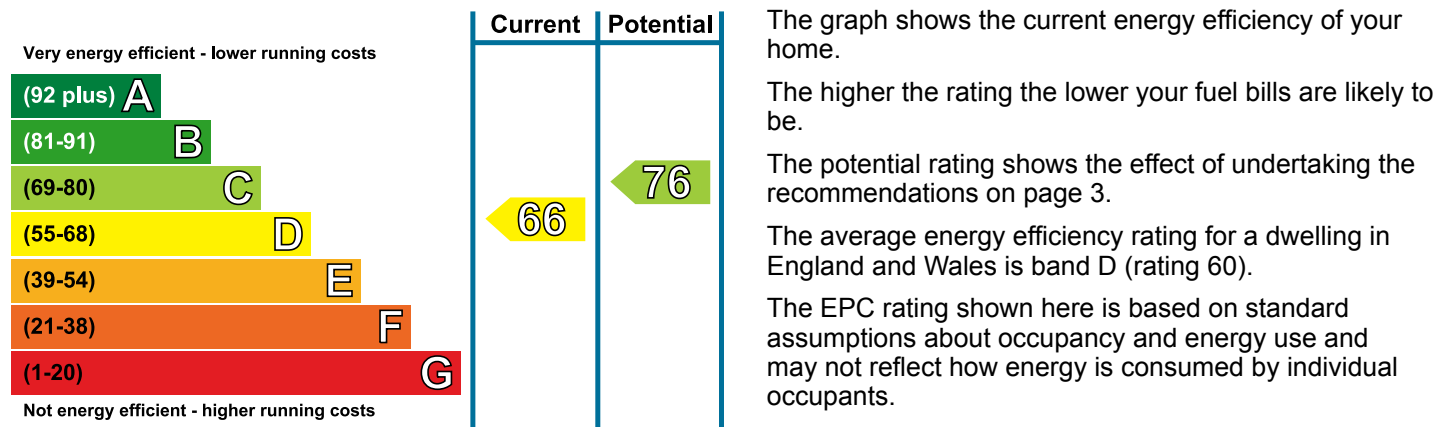 Current Potential
Very energy efficient - lower running costs
(92 plus) A
(81-91) B
(69-80) C
(55-68) D
(39-54) E
(21-38) F
(1-20) G
Not energy efficient - higher running costs
66
76
The graph shows the current energy efficiency of your
home.
The higher the rating the lower your fuel bills are likely to
be.
The potential rating shows the effect of undertaking the
recommendations on page 3.
The average energy efficiency rating for a dwelling in
England and Wales is band D (rating 60).
The EPC rating shown here is based on standard
assumptions about occupancy and energy use and
may not reflect how energy is consumed by individual
occupants.